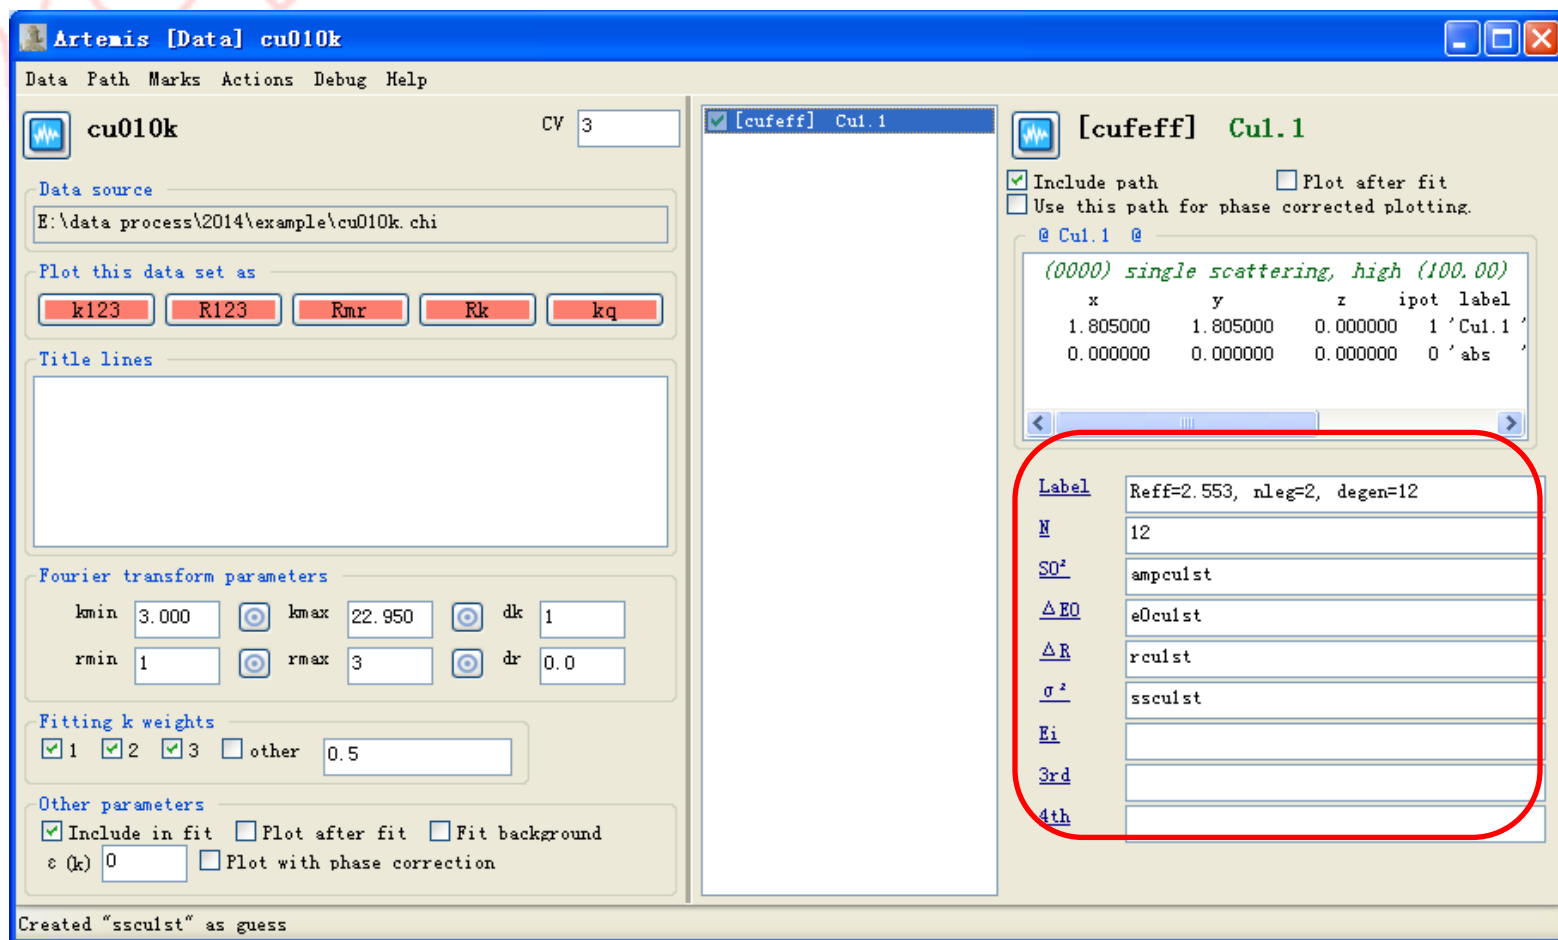 Artemis [Data] cu010k
Data Path Marks Actions Debug Help
cu010k
CV 3
Data source
E:\data process\2014\example\cu010k.chi
Plot this data set as
k123 R123 Rmr Rk kq
Title lines
Fourier transform parameters
kmin 3.000 kmax 22.950 dk 1
rmin 1 rmax 3 dr 0.0
Fitting k weights
1 2 3 other 0.5
Other parameters
Include in fit Plot after fit Fit background
ε(k) 0 Plot with phase correction
[cufeff] Cu1.1
[cufeff] Cu1.1
Include path Plot after fit
Use this path for phase corrected plotting.
@ Cu1.1 @
(0000) single scattering, high (100.00)
x y z ipot label
1.805000 1.805000 0.000000 1 'Cu1.1 '
0.000000 0.000000 0.000000 0 'abs '
Label Reff=2.553, nleg=2, degen=12
N 12
S0² ampcu1st
ΔE0 e0cu1st
ΔR rcu1st
σ² sscu1st
Ei
3rd
4th
Created "sscu1st" as guess